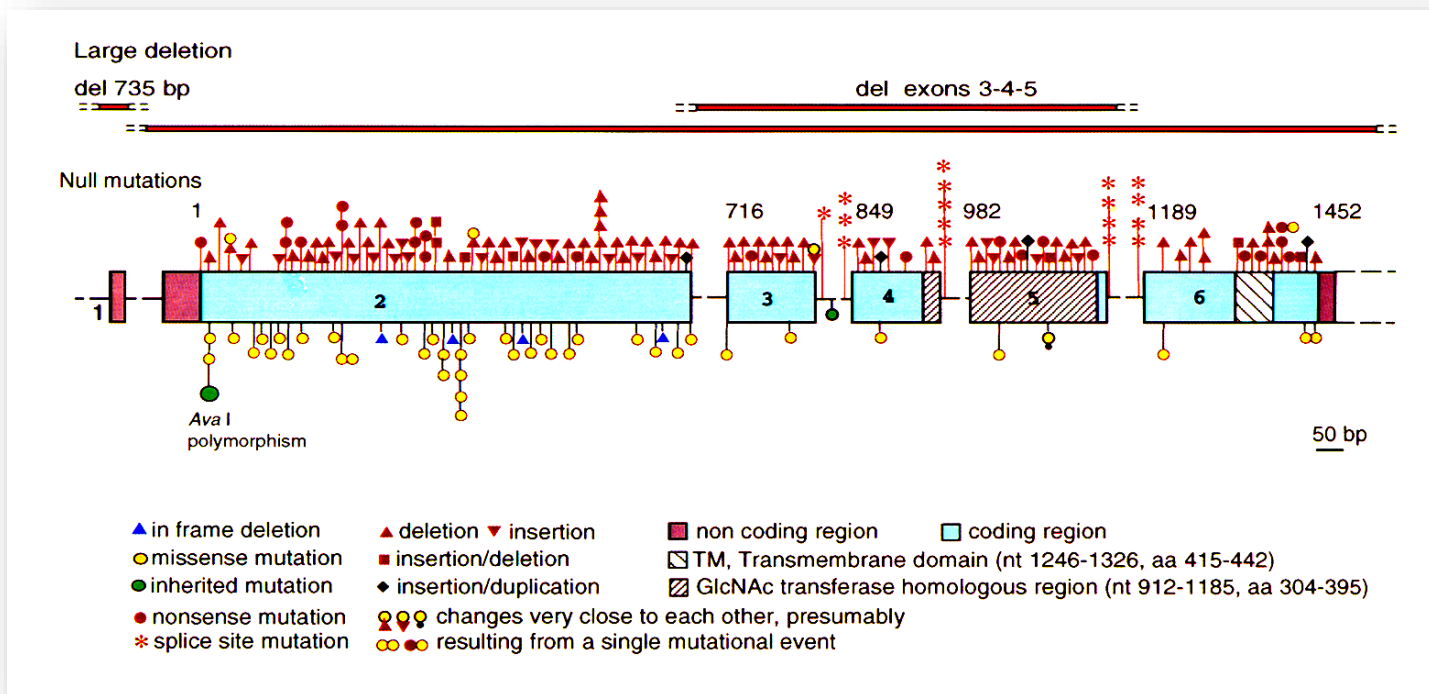 Large deletion
del 735 bp
del exons 3-4-5
Null mutations
1 716 849 982 1189 1452
1 2 3 4 5 6
Ava I
polymorphism
50 bp
in frame deletion
deletion insertion
non coding region
coding region
missense mutation
insertion/deletion
TM, Transmembrane domain (nt 1246-1326, aa 415-442)
inherited mutation
insertion/duplication
GlcNAc transferase homologous region (nt 912-1185, aa 304-395)
nonsense mutation
changes very close to each other, presumably
splice site mutation
resulting from a single mutational event